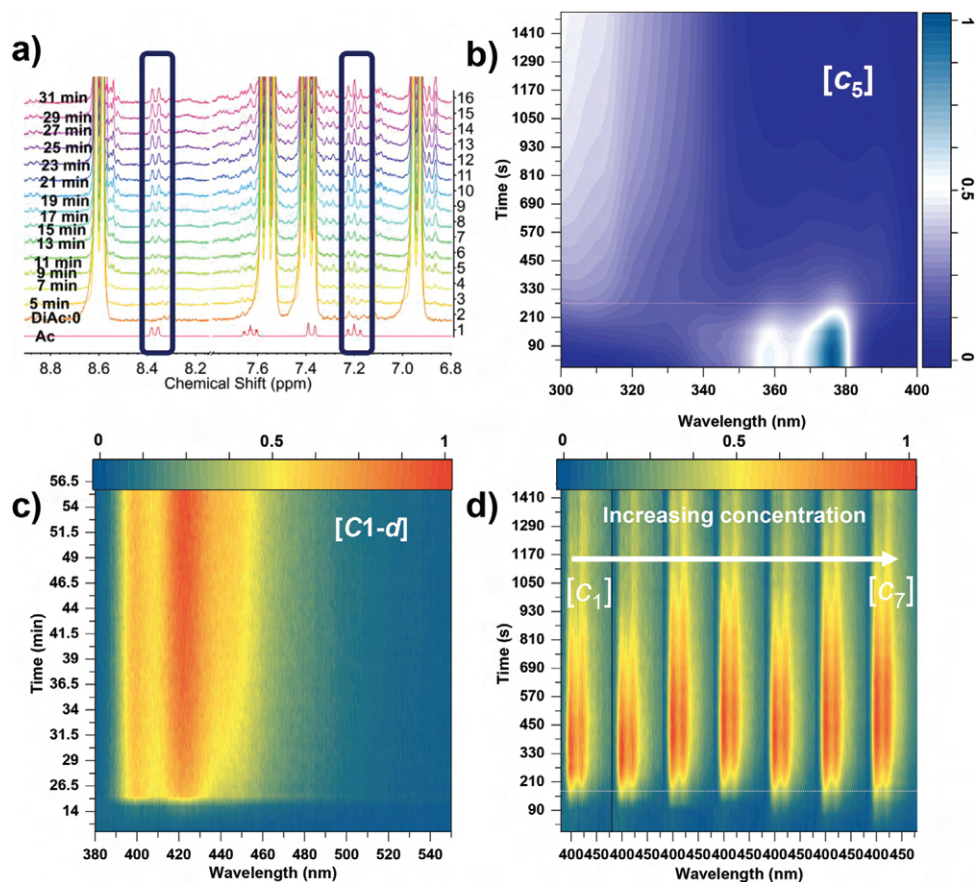 a)
31 min 16
29 min 15
27 min 14
25 min 13
23 min 12
21 min 11
19 min 10
17 min 9
15 min 8
13 min 7
11 min 6
9 min 5
7 min 4
5 min 3
DiAc:0 2
Ac 1
8.8 8.6 8.4 8.2 7.6 7.4 7.2 7.0 6.8
Chemical Shift (ppm)
b)
[c5]
1410
1290
1170
1050
930
810
690
570
450
330
210
90
Time (s)
300 320 340 360 380 400
Wavelength (nm)
1
0.5
0
c)
0 0.5 1
[C1-d]
56.5
54
51.5
49
46.5
44
41.5
39
36.5
34
31.5
29
26.5
14
Time (min)
380 400 420 440 460 480 500 520 540
Wavelength (nm)
d)
0 0.5 1
Increasing concentration
[c1] [c7]
1410
1290
1170
1050
930
810
690
570
450
330
210
90
Time (s)
400450 400450 400450 400450 400450 400450 400 450
Wavelength (nm)